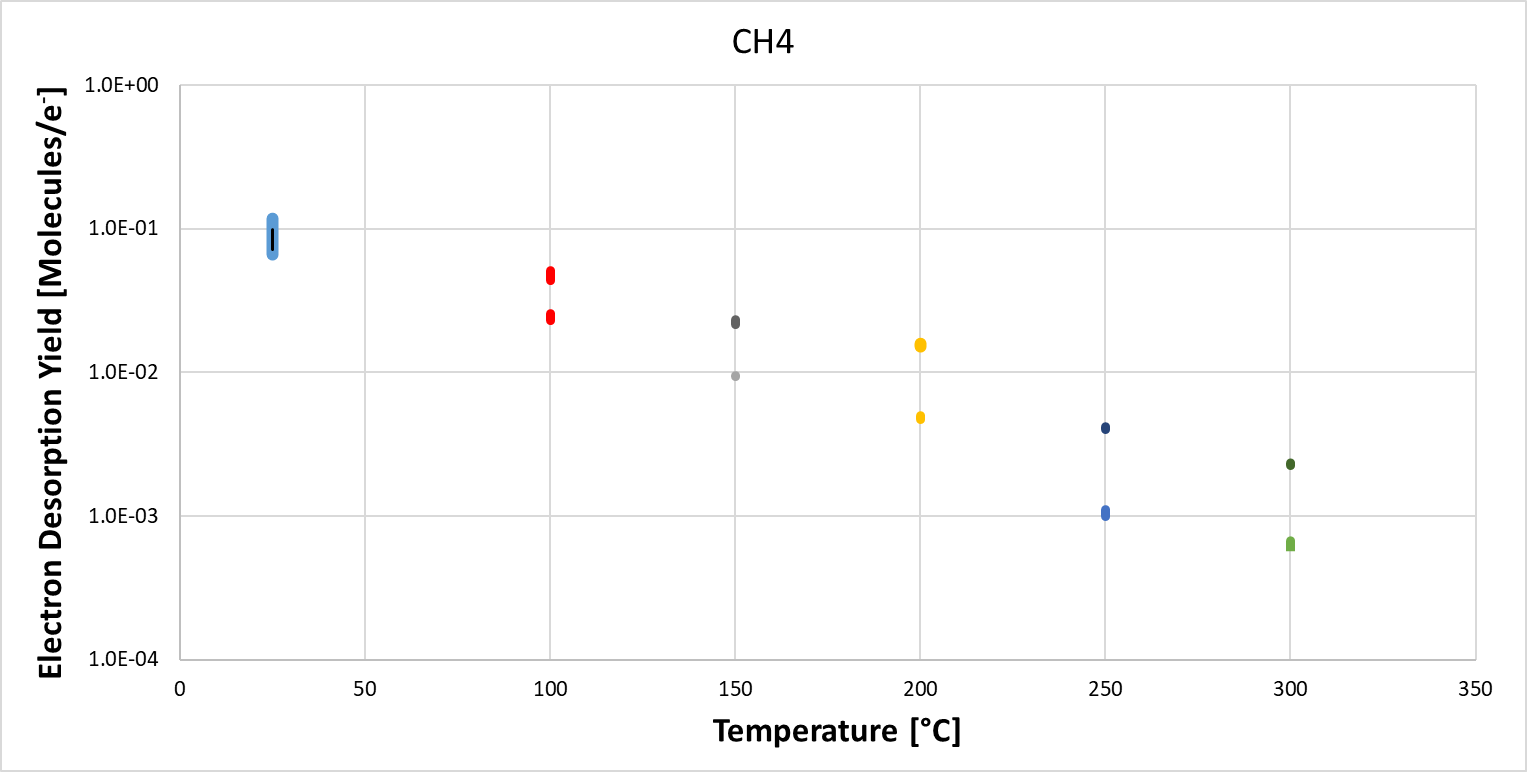 CH4
Electron Desorption Yield [Molecules/e-]
1.0E+00
1.0E-01
1.0E-02
1.0E-03
1.0E-04
0 50 100 150 200 250 300 350
Temperature [°C]